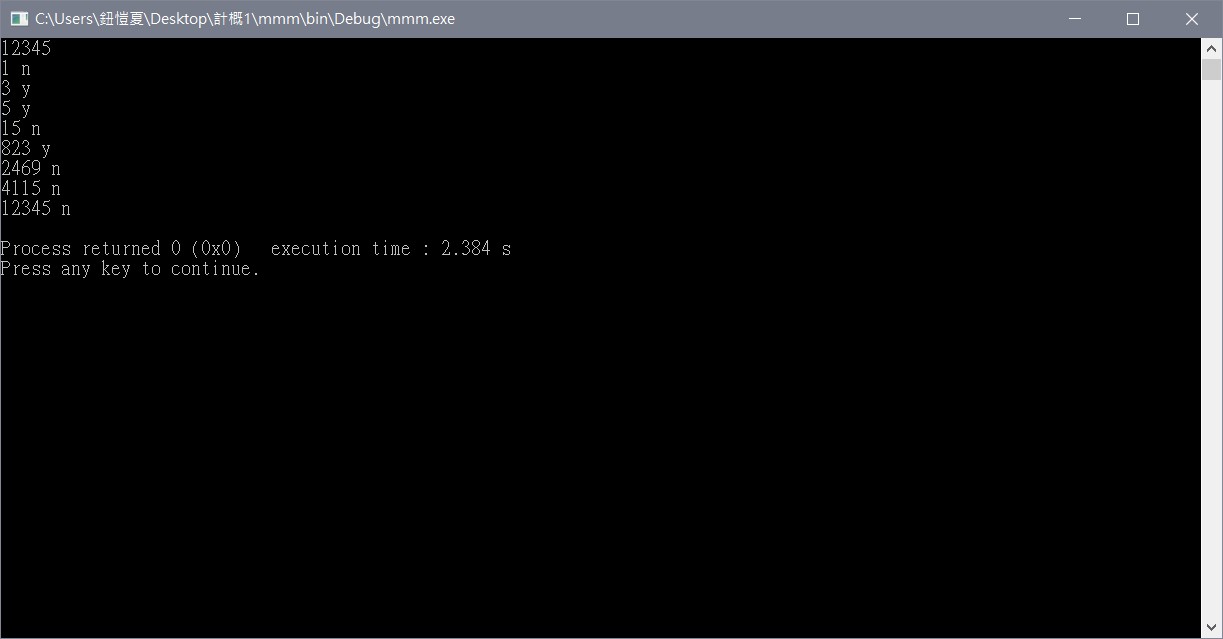 C:\Users\鈕愷夏\Desktop\計概1\mmm\bin\Debug\mmm.exe
12345
1 n
3 y
5 y
15 n
823 y
2469 n
4115 n
12345 n
Process returned 0 (0x0)   execution time : 2.384 s
Press any key to continue.